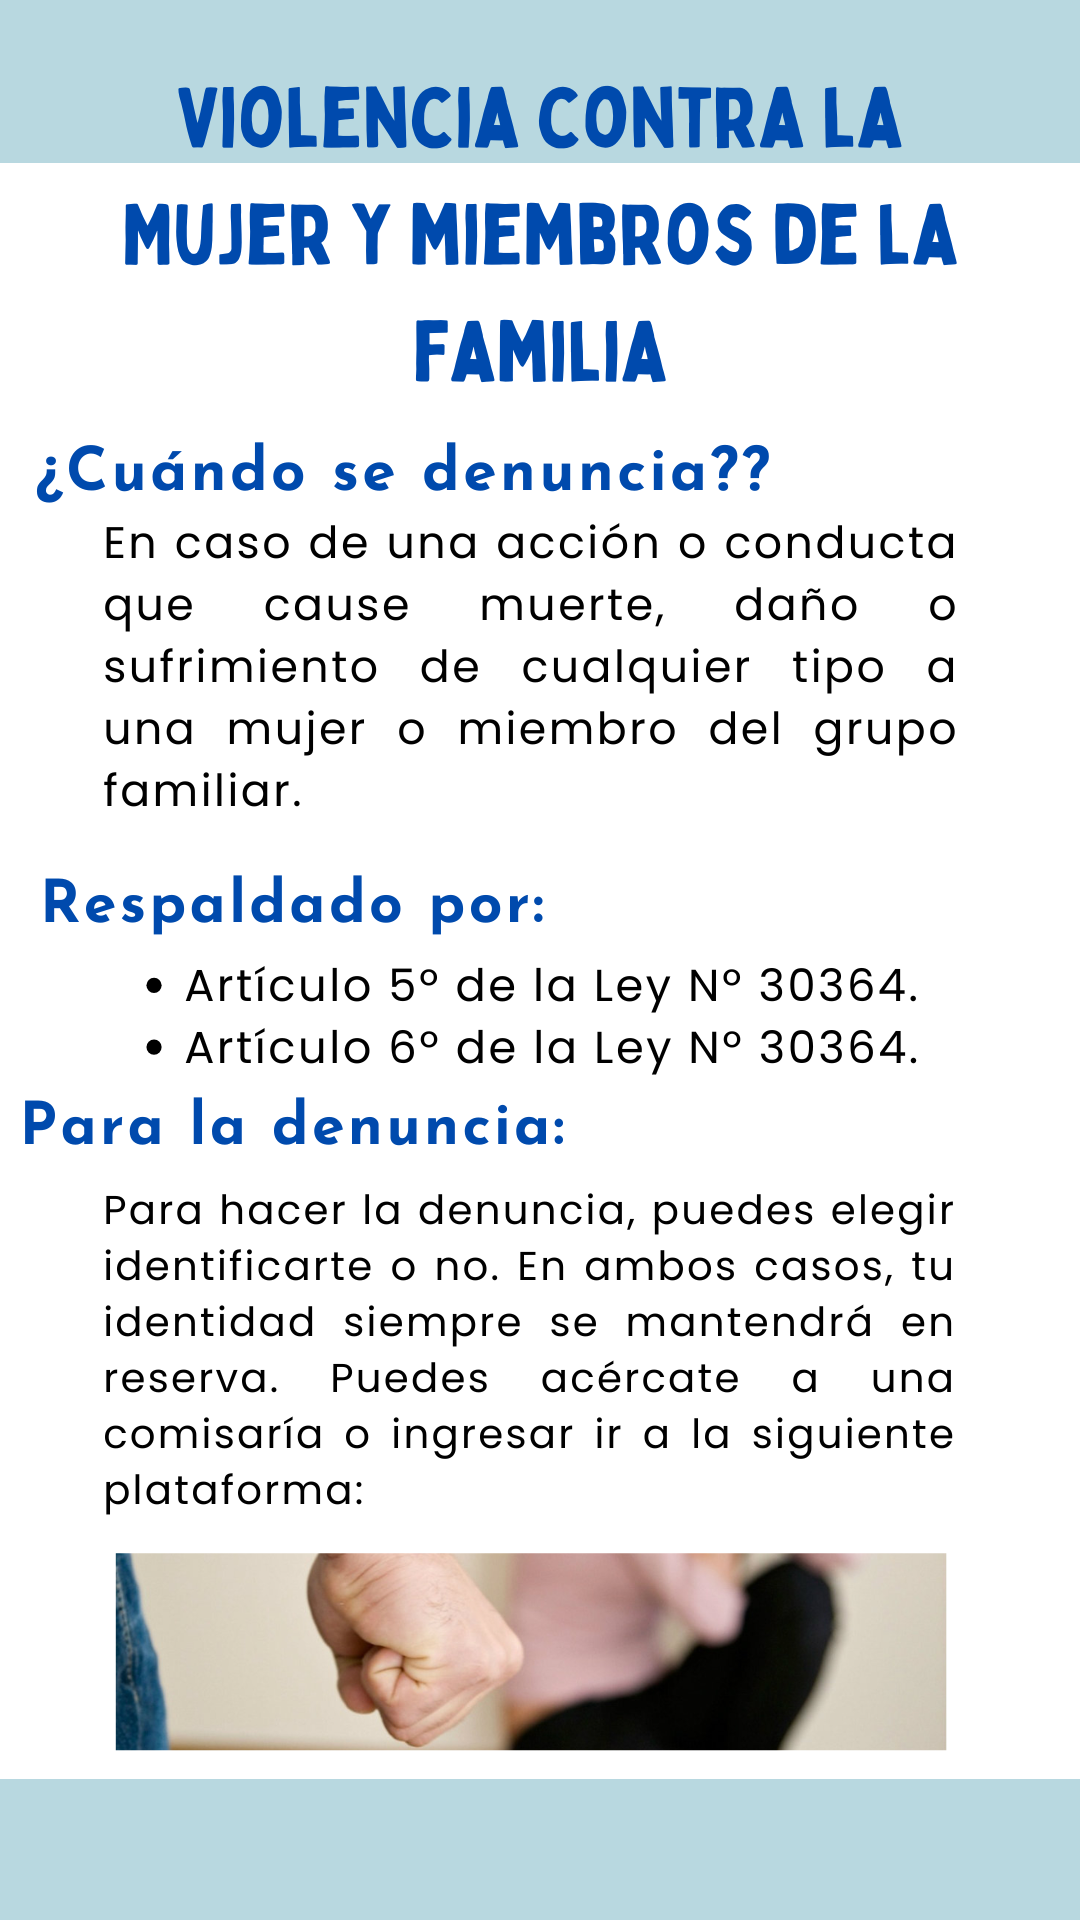 VIOLENCIA CONTRA LA
MUJER Y MIEMBROS DE LA
FAMILIA
¿Cuándo se denuncia??
En caso de una acción o conducta
que cause muerte, daño o
sufrimiento de cualquier tipo a
una mujer o miembro del grupo
familiar.
Respaldado por:
• Artículo 5° de la Ley N° 30364.
• Artículo 6° de la Ley N° 30364.
Para la denuncia:
Para hacer la denuncia, puedes elegir
identificarte o no. En ambos casos, tu
identidad siempre se mantendrá en
reserva. Puedes acércate a una
comisaría o ingresar ir a la siguiente
plataforma: